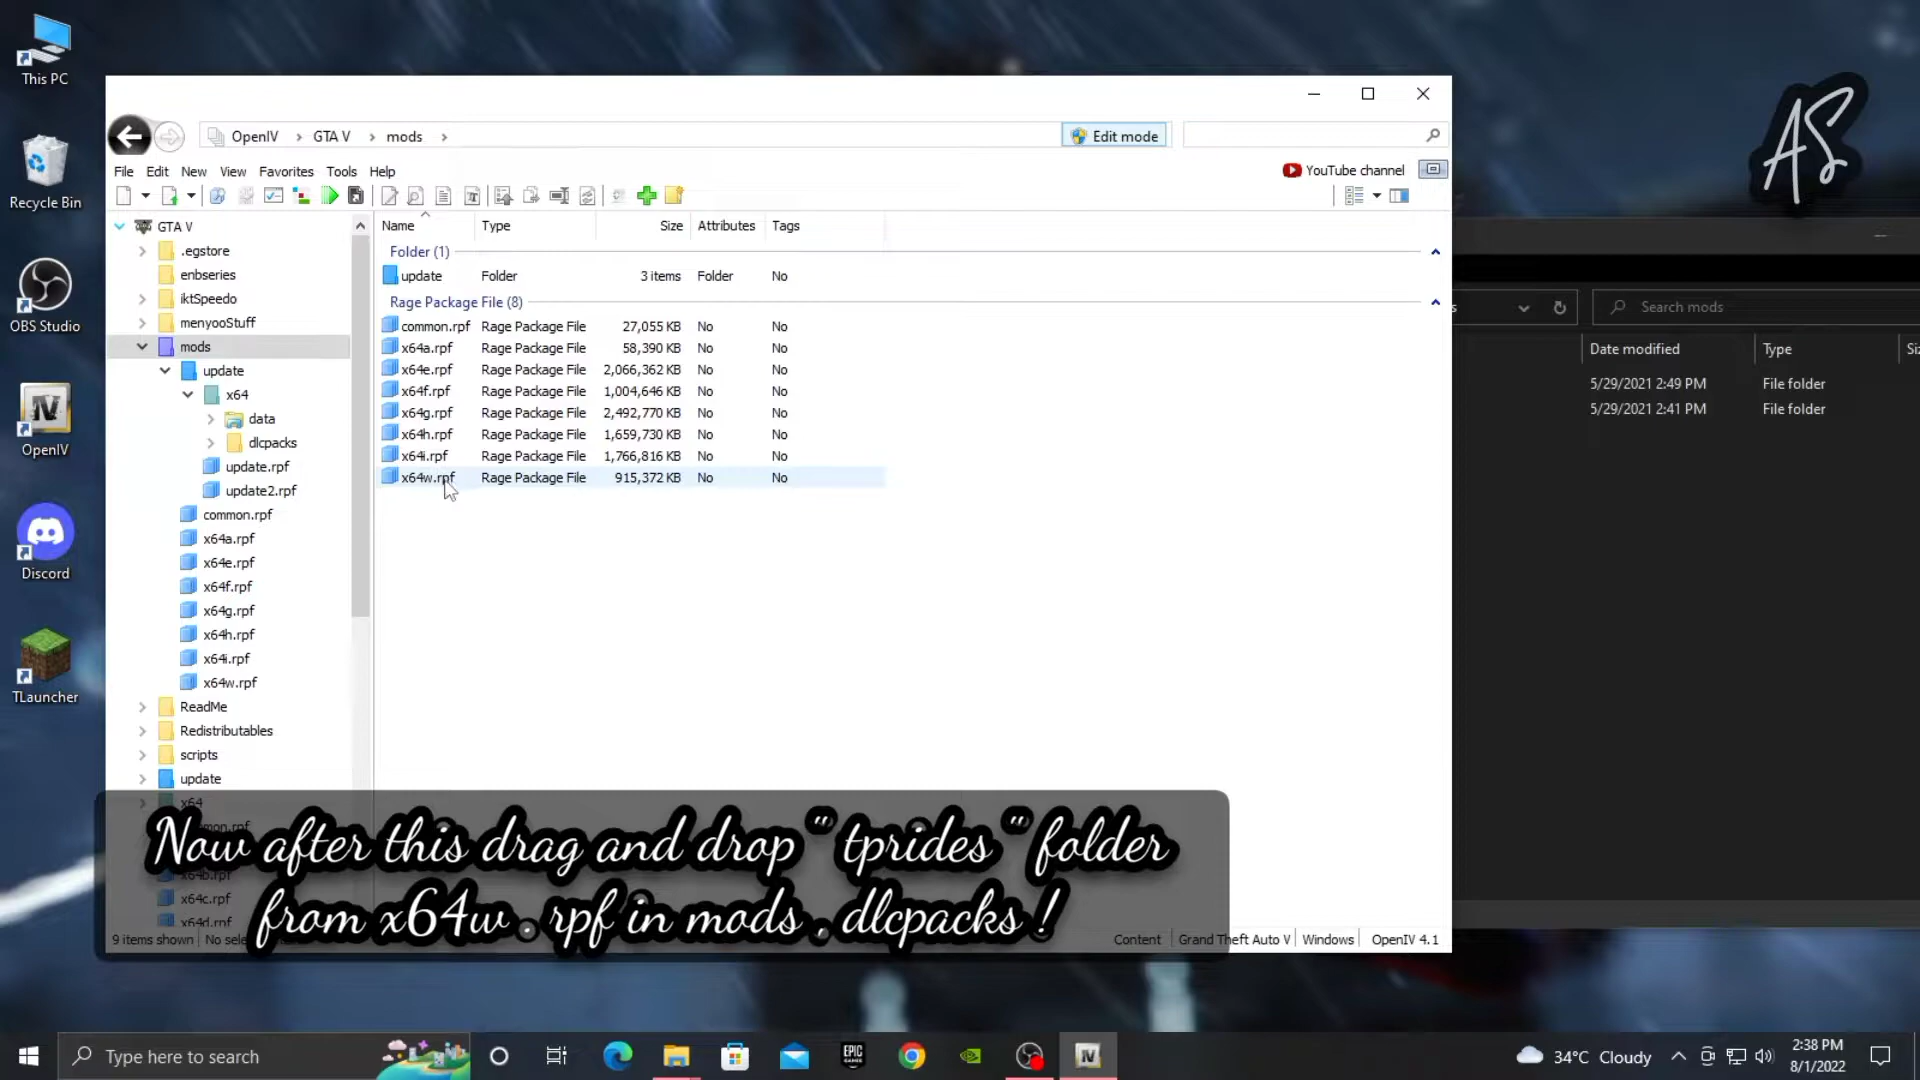 This PC
Recycle Bin
OBS Studio
OpenIV
Discord
TLauncher
OpenIV
GTA V
mods
Edit mode
File Edit New View Favorites Tools Help
YouTube channel
GTA V
.egstore
enbseries
iktSpeedo
menyooStuff
mods
update
x64
data
dlcpacks
update.rpf
update2.rpf
common.rpf
x64a.rpf
x64e.rpf
x64f.rpf
x64g.rpf
x64h.rpf
x64i.rpf
x64w.rpf
ReadMe
Redistributables
scripts
update
x64
common.rpf
x64b.rpf
x64c.rpf
x64d.rpf
Name Type Size Attributes Tags
Folder (1)
update Folder 3 items Folder No
Rage Package File (8)
common.rpf Rage Package File 27,055 KB No No
x64a.rpf Rage Package File 58,390 KB No No
x64e.rpf Rage Package File 2,066,362 KB No No
x64f.rpf Rage Package File 1,004,646 KB No No
x64g.rpf Rage Package File 2,492,770 KB No No
x64h.rpf Rage Package File 1,659,730 KB No No
x64i.rpf Rage Package File 1,766,816 KB No No
x64w.rpf Rage Package File 915,372 KB No No
9 items shown No sele
Content Grand Theft Auto V Windows OpenIV 4.1
AS
s
Search mods
Date modified Type Siz
5/29/2021 2:49 PM File folder
5/29/2021 2:41 PM File folder
Now after this drag and drop " tprides " folder
from x64w . rpf in mods , dlcpacks !
Type here to search
EPIC
GAMES
IV
34°C Cloudy
2:38 PM
8/1/2022